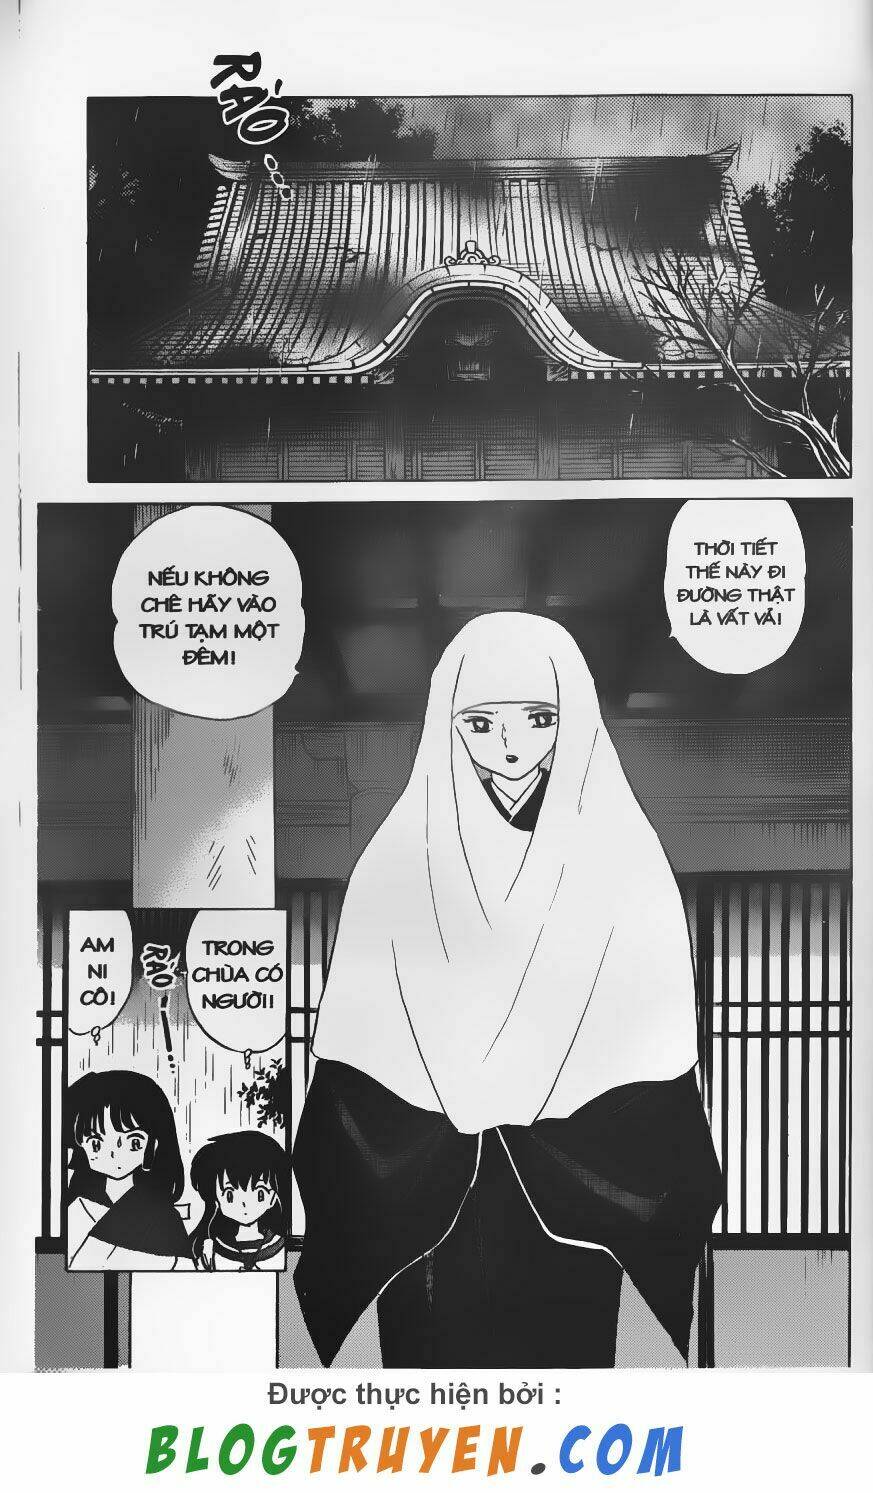 RÀO...
THỜI TIẾT
THẾ NÀY ĐI
ĐƯỜNG THẬT
LÀ VẤT VẢ!
NẾU KHÔNG
CHÊ HÃY VÀO
TRÚ TẠM MỘT
ĐÊM!
TRONG
CHÙA CÓ
NGƯỜI!
RÀO...
AM
NI
CÔ!
Được thực hiện bởi :
BLOGTRUYEN.COM